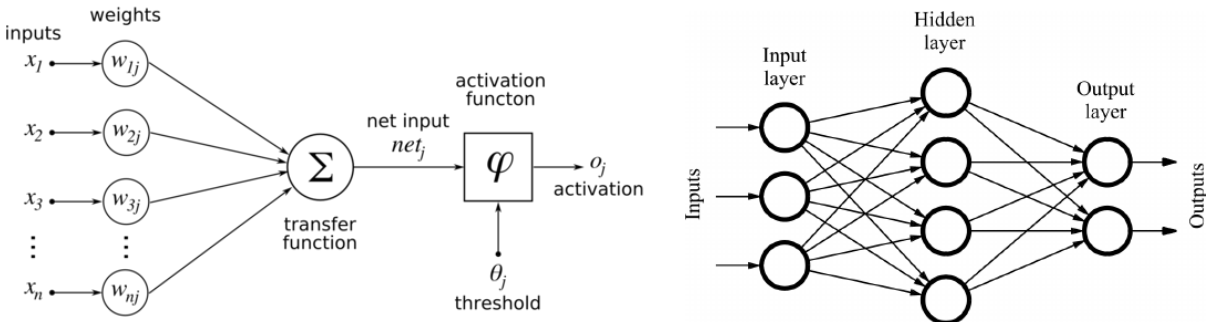 weights
inputs
x1
w1j
x2
w2j
x3
w3j
⋮
⋮
xn
wnj
Σ
transfer
function
net input
netj
activation
functon
φ
oj
activation
θj
threshold
Inputs
Input
layer
Hidden
layer
Output
layer
Outputs